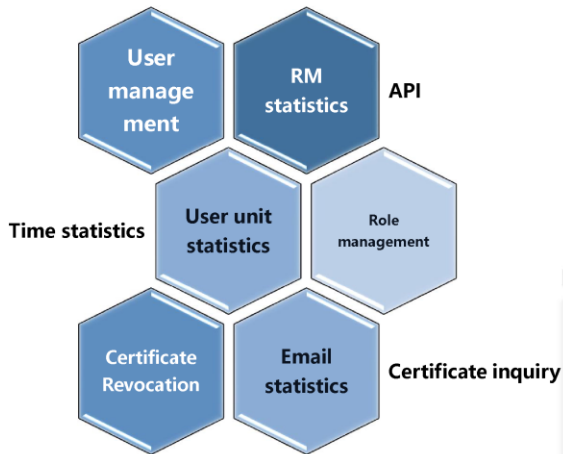 User
manage
ment
RM
statistics
API
Time statistics
User unit
statistics
Role
management
Certificate
Revocation
Email
statistics
Certificate inquiry